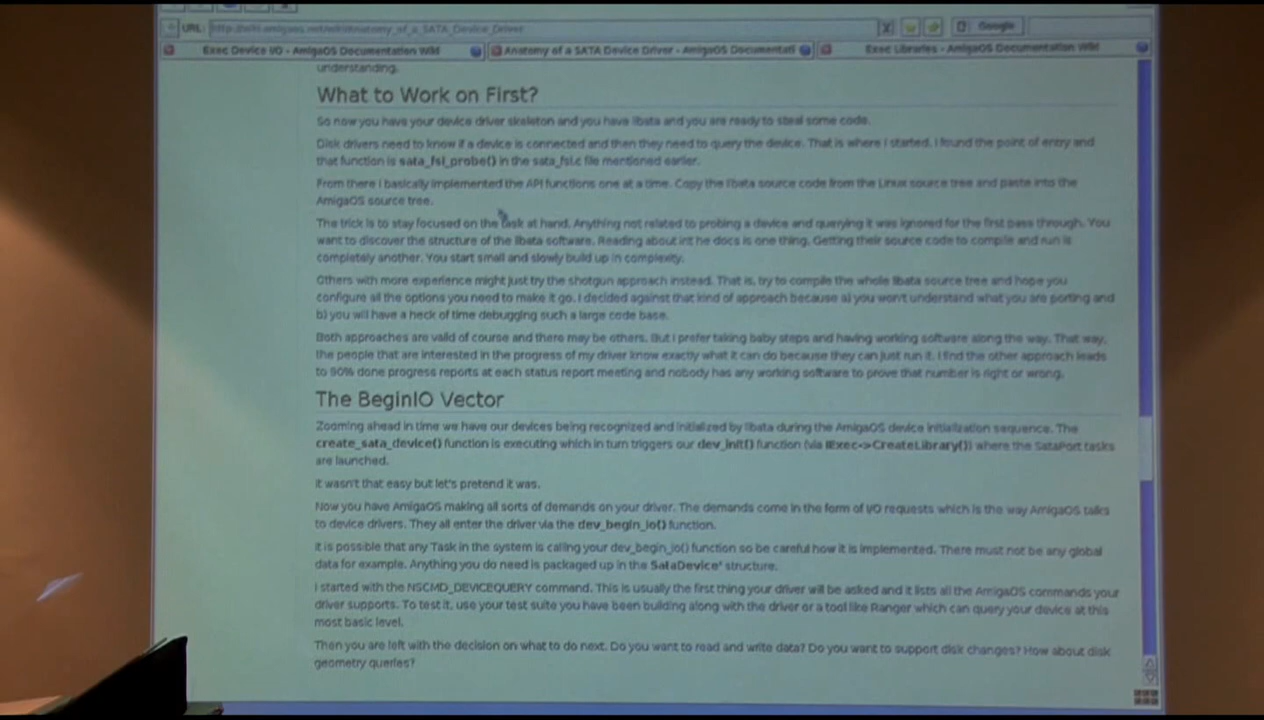 URL: http://wiki.amigaos.net/wiki/Anatomy_of_a_SATA_Device_Driver
Google
Exec Device I/O - AmigaOS Documentation Wiki
Anatomy of a SATA Device Driver - AmigaOS Documentati
Exec Libraries - AmigaOS Documentation Wiki
understanding.
What to Work on First?
So now you have your device driver skeleton and you have libata and you are ready to steal some code.
Disk drivers need to know if a device is connected and then they need to query the device. That is where I started. I found the point of entry and
that function is sata_fsl_probe() in the sata_fsl.c file mentioned earlier.
From there I basically implemented the API functions one at a time. Copy the libata source code from the Linux source tree and paste into the
AmigaOS source tree.
The trick is to stay focused on the task at hand. Anything not related to probing a device and querying it was ignored for the first pass through. You
want to discover the structure of the libata software. Reading about int he docs is one thing. Getting their source code to compile and run is
completely another. You start small and slowly build up in complexity.
Others with more experience might just try the shotgun approach instead. That is, try to compile the whole libata source tree and hope you
configure all the options you need to make it go. I decided against that kind of approach because a) you won't understand what you are porting and
b) you will have a heck of time debugging such a large code base.
Both approaches are valid of course and there may be others. But I prefer taking baby steps and having working software along the way. That way,
the people that are interested in the progress of my driver know exactly what it can do because they can just run it. I find the other approach leads
to 90% done progress reports at each status report meeting and nobody has any working software to prove that number is right or wrong.
The BeginIO Vector
Zooming ahead in time we have our devices being recognized and initialized by libata during the AmigaOS device initialization sequence. The
create_sata_device() function is executing which in turn triggers our dev_init() function (via IExec->CreateLibrary()) where the SataPort tasks
are launched.
It wasn't that easy but let's pretend it was.
Now you have AmigaOS making all sorts of demands on your driver. The demands come in the form of I/O requests which is the way AmigaOS talks
to device drivers. They all enter the driver via the dev_begin_io() function.
It is possible that any Task in the system is calling your dev_begin_io() function so be careful how it is implemented. There must not be any global
data for example. Anything you do need is packaged up in the SataDevice' structure.
I started with the NSCMD_DEVICEQUERY command. This is usually the first thing your driver will be asked and it lists all the AmigaOS commands your
driver supports. To test it, use your test suite you have been building along with the driver or a tool like Ranger which can query your device at this
most basic level.
Then you are left with the decision on what to do next. Do you want to read and write data? Do you want to support disk changes? How about disk
geometry queries?